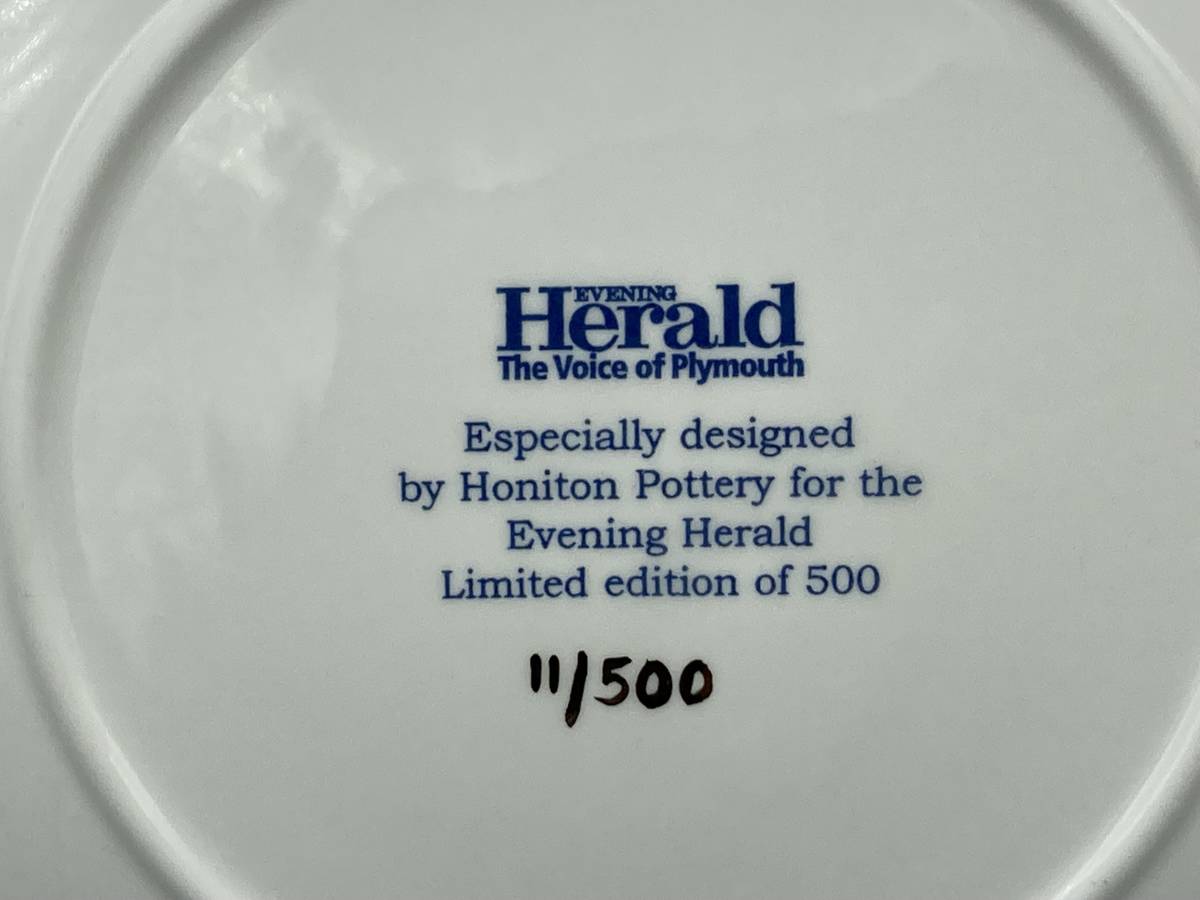 EVENING
Herald
The Voice of Plymouth
Especially designed
by Honiton Pottery for the
Evening Herald
Limited edition of 500
11/500